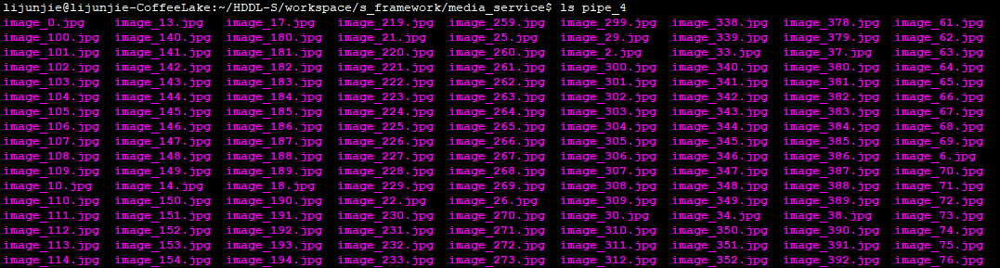 lijunjie@lijunjie-CoffeeLake:~/HDDL-S/workspace/s_framework/media_service$ ls pipe_4
image_0.jpg image_13.jpg image_17.jpg image_219.jpg image_259.jpg image_299.jpg image_338.jpg image_378.jpg image_61.jpg
image_100.jpg image_140.jpg image_180.jpg image_21.jpg image_25.jpg image_29.jpg image_339.jpg image_379.jpg image_62.jpg
image_101.jpg image_141.jpg image_181.jpg image_220.jpg image_260.jpg image_2.jpg image_33.jpg image_37.jpg image_63.jpg
image_102.jpg image_142.jpg image_182.jpg image_221.jpg image_261.jpg image_300.jpg image_340.jpg image_380.jpg image_64.jpg
image_103.jpg image_143.jpg image_183.jpg image_222.jpg image_262.jpg image_301.jpg image_341.jpg image_381.jpg image_65.jpg
image_104.jpg image_144.jpg image_184.jpg image_223.jpg image_263.jpg image_302.jpg image_342.jpg image_382.jpg image_66.jpg
image_105.jpg image_145.jpg image_185.jpg image_224.jpg image_264.jpg image_303.jpg image_343.jpg image_383.jpg image_67.jpg
image_106.jpg image_146.jpg image_186.jpg image_225.jpg image_265.jpg image_304.jpg image_344.jpg image_384.jpg image_68.jpg
image_107.jpg image_147.jpg image_187.jpg image_226.jpg image_266.jpg image_305.jpg image_345.jpg image_385.jpg image_69.jpg
image_108.jpg image_148.jpg image_188.jpg image_227.jpg image_267.jpg image_306.jpg image_346.jpg image_386.jpg image_6.jpg
image_109.jpg image_149.jpg image_189.jpg image_228.jpg image_268.jpg image_307.jpg image_347.jpg image_387.jpg image_70.jpg
image_10.jpg image_14.jpg image_18.jpg image_229.jpg image_269.jpg image_308.jpg image_348.jpg image_388.jpg image_71.jpg
image_110.jpg image_150.jpg image_190.jpg image_22.jpg image_26.jpg image_309.jpg image_349.jpg image_389.jpg image_72.jpg
image_111.jpg image_151.jpg image_191.jpg image_230.jpg image_270.jpg image_30.jpg image_34.jpg image_38.jpg image_73.jpg
image_112.jpg image_152.jpg image_192.jpg image_231.jpg image_271.jpg image_310.jpg image_350.jpg image_390.jpg image_74.jpg
image_113.jpg image_153.jpg image_193.jpg image_232.jpg image_272.jpg image_311.jpg image_351.jpg image_391.jpg image_75.jpg
image_114.jpg image_154.jpg image_194.jpg image_233.jpg image_273.jpg image_312.jpg image_352.jpg image_392.jpg image_76.jpg